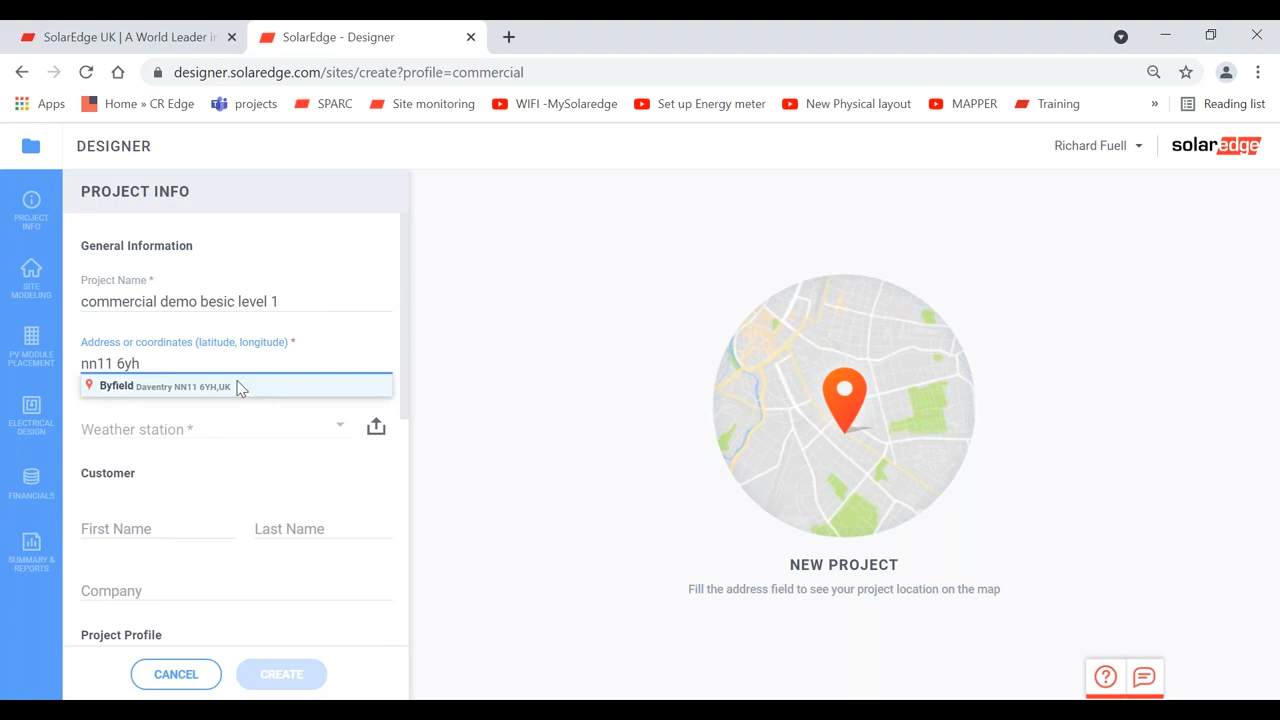 SolarEdge UK | A World Leader in
SolarEdge - Designer
designer.solaredge.com/sites/create?profile=commercial
Apps
Home » CR Edge
projects
SPARC
Site monitoring
WIFI -MySolaredge
Set up Energy meter
New Physical layout
MAPPER
Training
»
Reading list
DESIGNER
Richard Fuell
solaredge
PROJECT INFO
SITE MODELING
PV MODULE PLACEMENT
ELECTRICAL DESIGN
FINANCIALS
SUMMARY & REPORTS
PROJECT INFO
General Information
Project Name *
commercial demo besic level 1
Address or coordinates (latitude, longitude) *
nn11 6yh
Byfield Daventry NN11 6YH,UK
Weather station *
Customer
First Name
Last Name
Company
Project Profile
CANCEL
CREATE
NEW PROJECT
Fill the address field to see your project location on the map